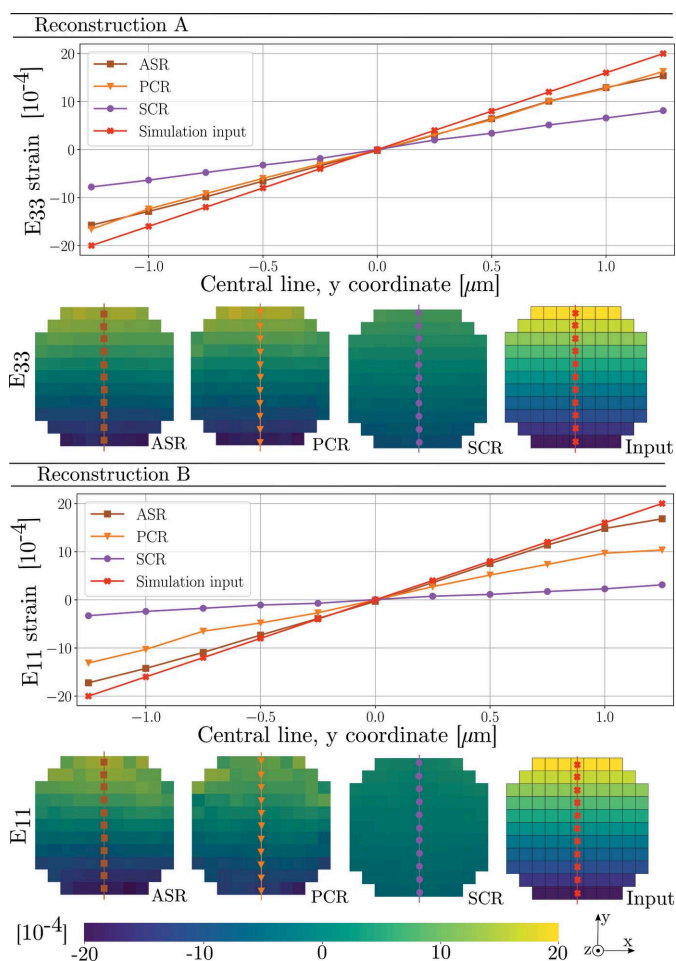 Reconstruction A
E33 strain [10-4]
20
10
0
−10
−20
ASR
PCR
SCR
Simulation input
−1.0 −0.5 0.0 0.5 1.0
Central line, y coordinate [μm]
E33
ASR PCR SCR Input
Reconstruction B
E11 strain [10-4]
20
10
0
−10
−20
ASR
PCR
SCR
Simulation input
−1.0 −0.5 0.0 0.5 1.0
Central line, y coordinate [μm]
E11
ASR PCR SCR Input
[10-4]
-20 -10 0 10 20
y
z x